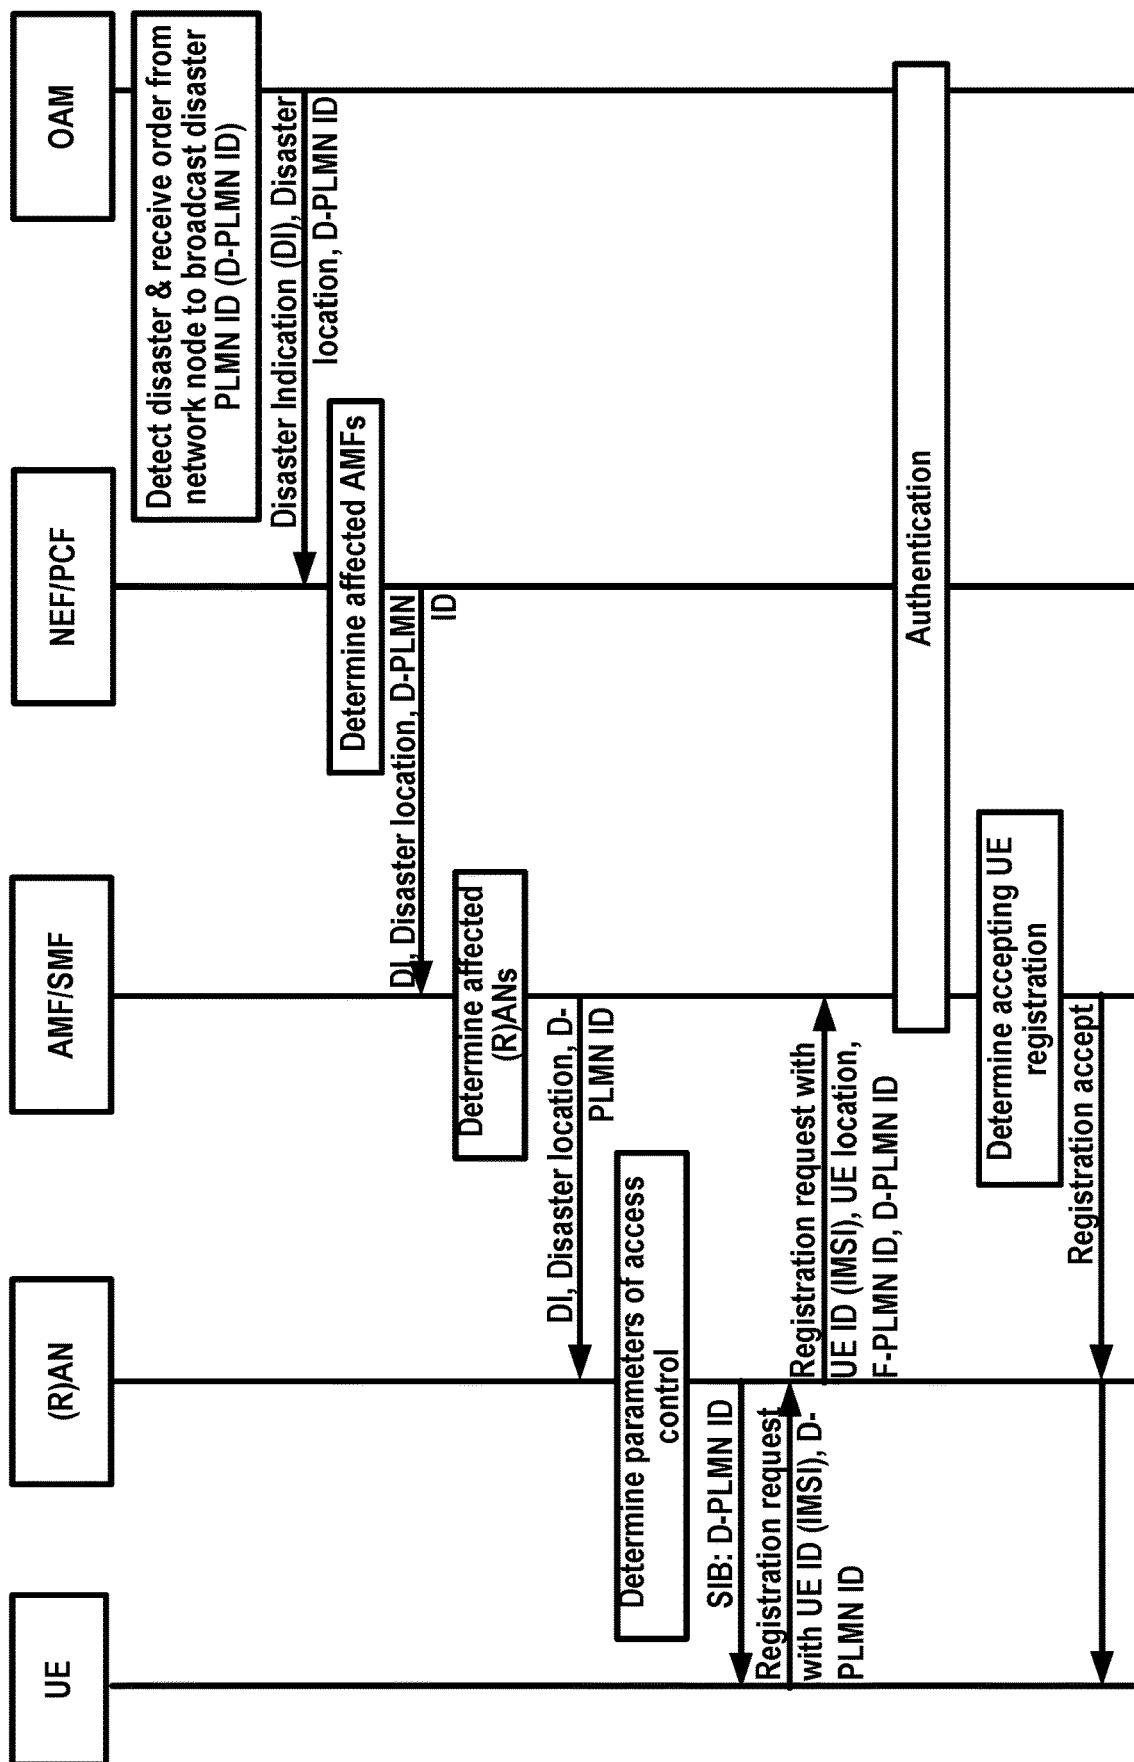 UE
(R)AN
AMF/SMF
NEF/PCF
OAM
Detect disaster & receive order from
network node to broadcast disaster
PLMN ID (D-PLMN ID)
Disaster Indication (DI), Disaster
location, D-PLMN ID
Determine affected AMFs
DI, Disaster location, D-PLMN
ID
Determine affected
(R)ANs
DI, Disaster location, D-
PLMN ID
Determine parameters of access
control
SIB: D-PLMN ID
Registration request
with UE ID (IMSI), D-
PLMN ID
Registration request with
UE ID (IMSI), UE location,
F-PLMN ID, D-PLMN ID
Authentication
Determine accepting UE
registration
Registration accept